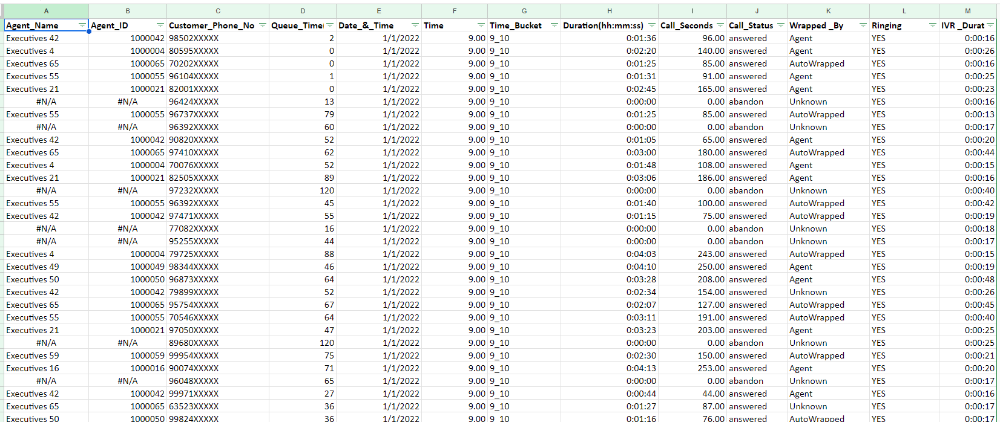 A B C D E F G H I J K L M
Agent_Name Agent_ID Customer_Phone_No Queue_Time( Date_&_Time Time Time_Bucket Duration(hh:mm:ss) Call_Seconds Call_Status Wrapped _By Ringing IVR _Durat
Executives 42 1000042 98502XXXXX 2 1/1/2022 9.00 9_10 0:01:36 96.00 answered Agent YES 0:00:16
Executives 4 1000004 80595XXXXX 0 1/1/2022 9.00 9_10 0:02:20 140.00 answered Agent YES 0:00:26
Executives 65 1000065 70202XXXXX 0 1/1/2022 9.00 9_10 0:01:25 85.00 answered AutoWrapped YES 0:00:16
Executives 55 1000055 96104XXXXX 1 1/1/2022 9.00 9_10 0:01:31 91.00 answered Agent YES 0:00:25
Executives 21 1000021 82001XXXXX 0 1/1/2022 9.00 9_10 0:02:45 165.00 answered Agent YES 0:00:23
#N/A #N/A 96424XXXXX 13 1/1/2022 9.00 9_10 0:00:00 0.00 abandon Unknown YES 0:00:16
Executives 55 1000055 96737XXXXX 79 1/1/2022 9.00 9_10 0:01:25 85.00 answered AutoWrapped YES 0:00:13
#N/A #N/A 96392XXXXX 60 1/1/2022 9.00 9_10 0:00:00 0.00 abandon Unknown YES 0:00:17
Executives 42 1000042 90820XXXXX 52 1/1/2022 9.00 9_10 0:01:05 65.00 answered Agent YES 0:00:20
Executives 65 1000065 97410XXXXX 62 1/1/2022 9.00 9_10 0:03:00 180.00 answered AutoWrapped YES 0:00:44
Executives 4 1000004 70076XXXXX 52 1/1/2022 9.00 9_10 0:01:48 108.00 answered Agent YES 0:00:15
Executives 21 1000021 82505XXXXX 89 1/1/2022 9.00 9_10 0:03:06 186.00 answered Agent YES 0:00:16
#N/A #N/A 97232XXXXX 120 1/1/2022 9.00 9_10 0:00:00 0.00 abandon Unknown YES 0:00:40
Executives 55 1000055 96392XXXXX 45 1/1/2022 9.00 9_10 0:01:40 100.00 answered AutoWrapped YES 0:00:42
Executives 42 1000042 97471XXXXX 55 1/1/2022 9.00 9_10 0:01:15 75.00 answered AutoWrapped YES 0:00:19
#N/A #N/A 77082XXXXX 16 1/1/2022 9.00 9_10 0:00:00 0.00 abandon Unknown YES 0:00:18
#N/A #N/A 95255XXXXX 44 1/1/2022 9.00 9_10 0:00:00 0.00 abandon Unknown YES 0:00:17
Executives 4 1000004 79725XXXXX 88 1/1/2022 9.00 9_10 0:04:03 243.00 answered AutoWrapped YES 0:00:15
Executives 49 1000049 98344XXXXX 46 1/1/2022 9.00 9_10 0:04:10 250.00 answered Agent YES 0:00:19
Executives 50 1000050 96873XXXXX 64 1/1/2022 9.00 9_10 0:03:28 208.00 answered Agent YES 0:00:48
Executives 42 1000042 79899XXXXX 52 1/1/2022 9.00 9_10 0:02:34 154.00 answered Unknown YES 0:00:26
Executives 65 1000065 95754XXXXX 67 1/1/2022 9.00 9_10 0:02:07 127.00 answered AutoWrapped YES 0:00:45
Executives 55 1000055 70546XXXXX 64 1/1/2022 9.00 9_10 0:03:11 191.00 answered AutoWrapped YES 0:00:40
Executives 21 1000021 97050XXXXX 47 1/1/2022 9.00 9_10 0:03:23 203.00 answered Agent YES 0:00:25
#N/A #N/A 89680XXXXX 120 1/1/2022 9.00 9_10 0:00:00 0.00 abandon Unknown YES 0:00:25
Executives 59 1000059 99954XXXXX 75 1/1/2022 9.00 9_10 0:02:30 150.00 answered AutoWrapped YES 0:00:21
Executives 16 1000016 90074XXXXX 71 1/1/2022 9.00 9_10 0:04:13 253.00 answered Agent YES 0:00:20
#N/A #N/A 96048XXXXX 65 1/1/2022 9.00 9_10 0:00:00 0.00 abandon Unknown YES 0:00:17
Executives 42 1000042 99971XXXXX 27 1/1/2022 9.00 9_10 0:00:44 44.00 answered Agent YES 0:00:16
Executives 65 1000065 63523XXXXX 36 1/1/2022 9.00 9_10 0:01:27 87.00 answered Unknown YES 0:00:17
Executives 50 1000050 99824XXXXX 36 1/1/2022 9.00 9_10 0:01:16 76.00 answered AutoWrapped YES 0:00:17